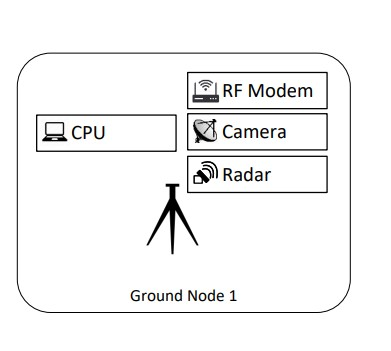 RF Modem
CPU
Camera
Radar
Ground Node 1